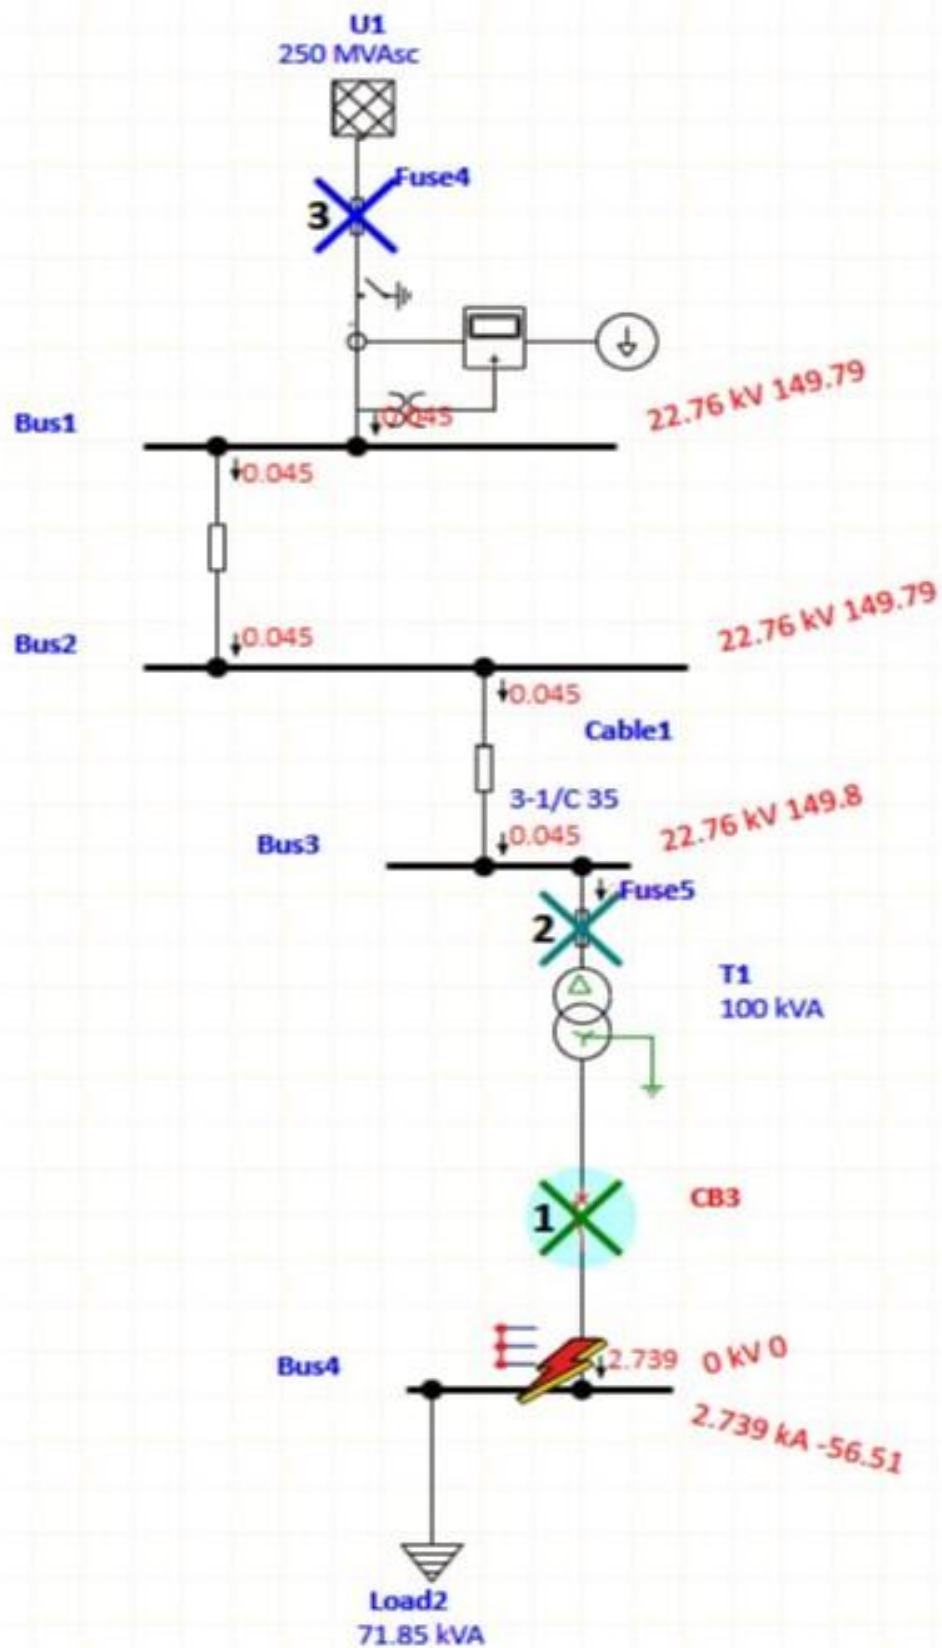 U1
250 MVAsc
Fuse4
3
0.045
22.76 kV 149.79
Bus1
0.045
Bus2
0.045
22.76 kV 149.79
0.045
Cable1
3-1/C 35
22.76 kV 149.8
Bus3
0.045
Fuse5
2
T1
100 kVA
CB3
1
Bus4
2.739
0 kV 0
2.739 kA -56.51
Load2
71.85 kVA